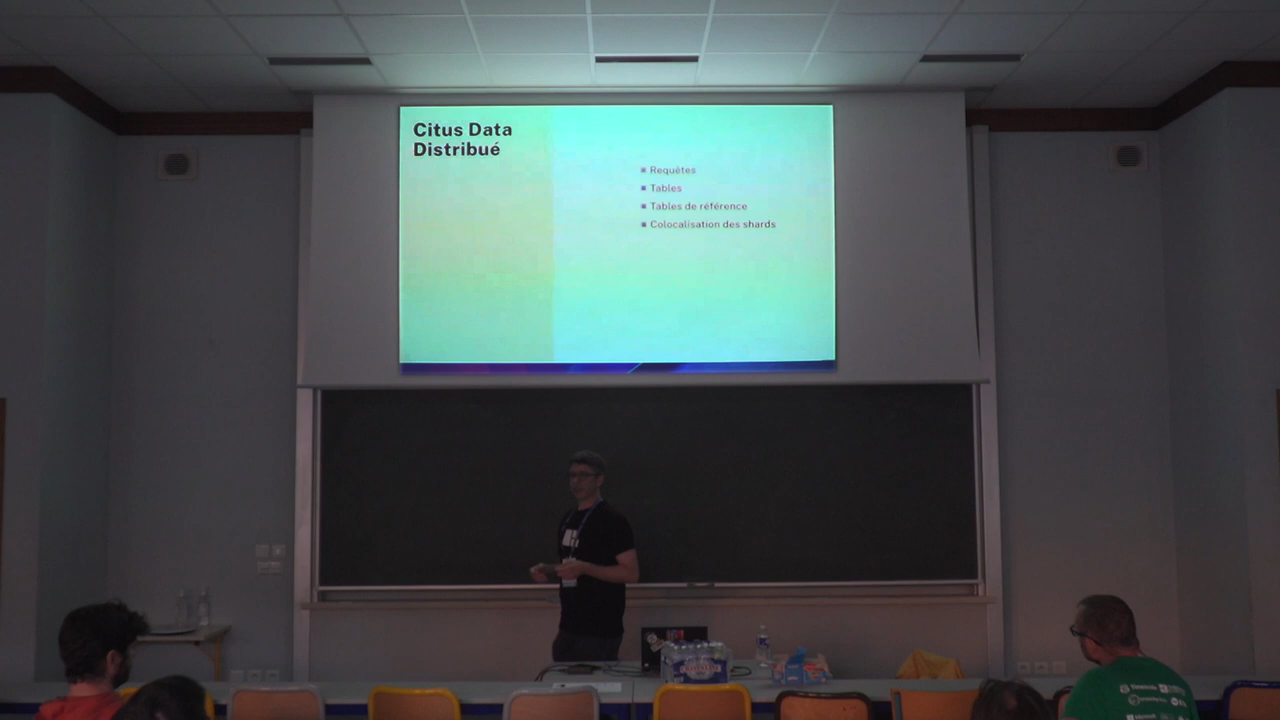 Citus Data
Distribué
Requêtes
Tables
Tables de référence
Colocalisation des shards